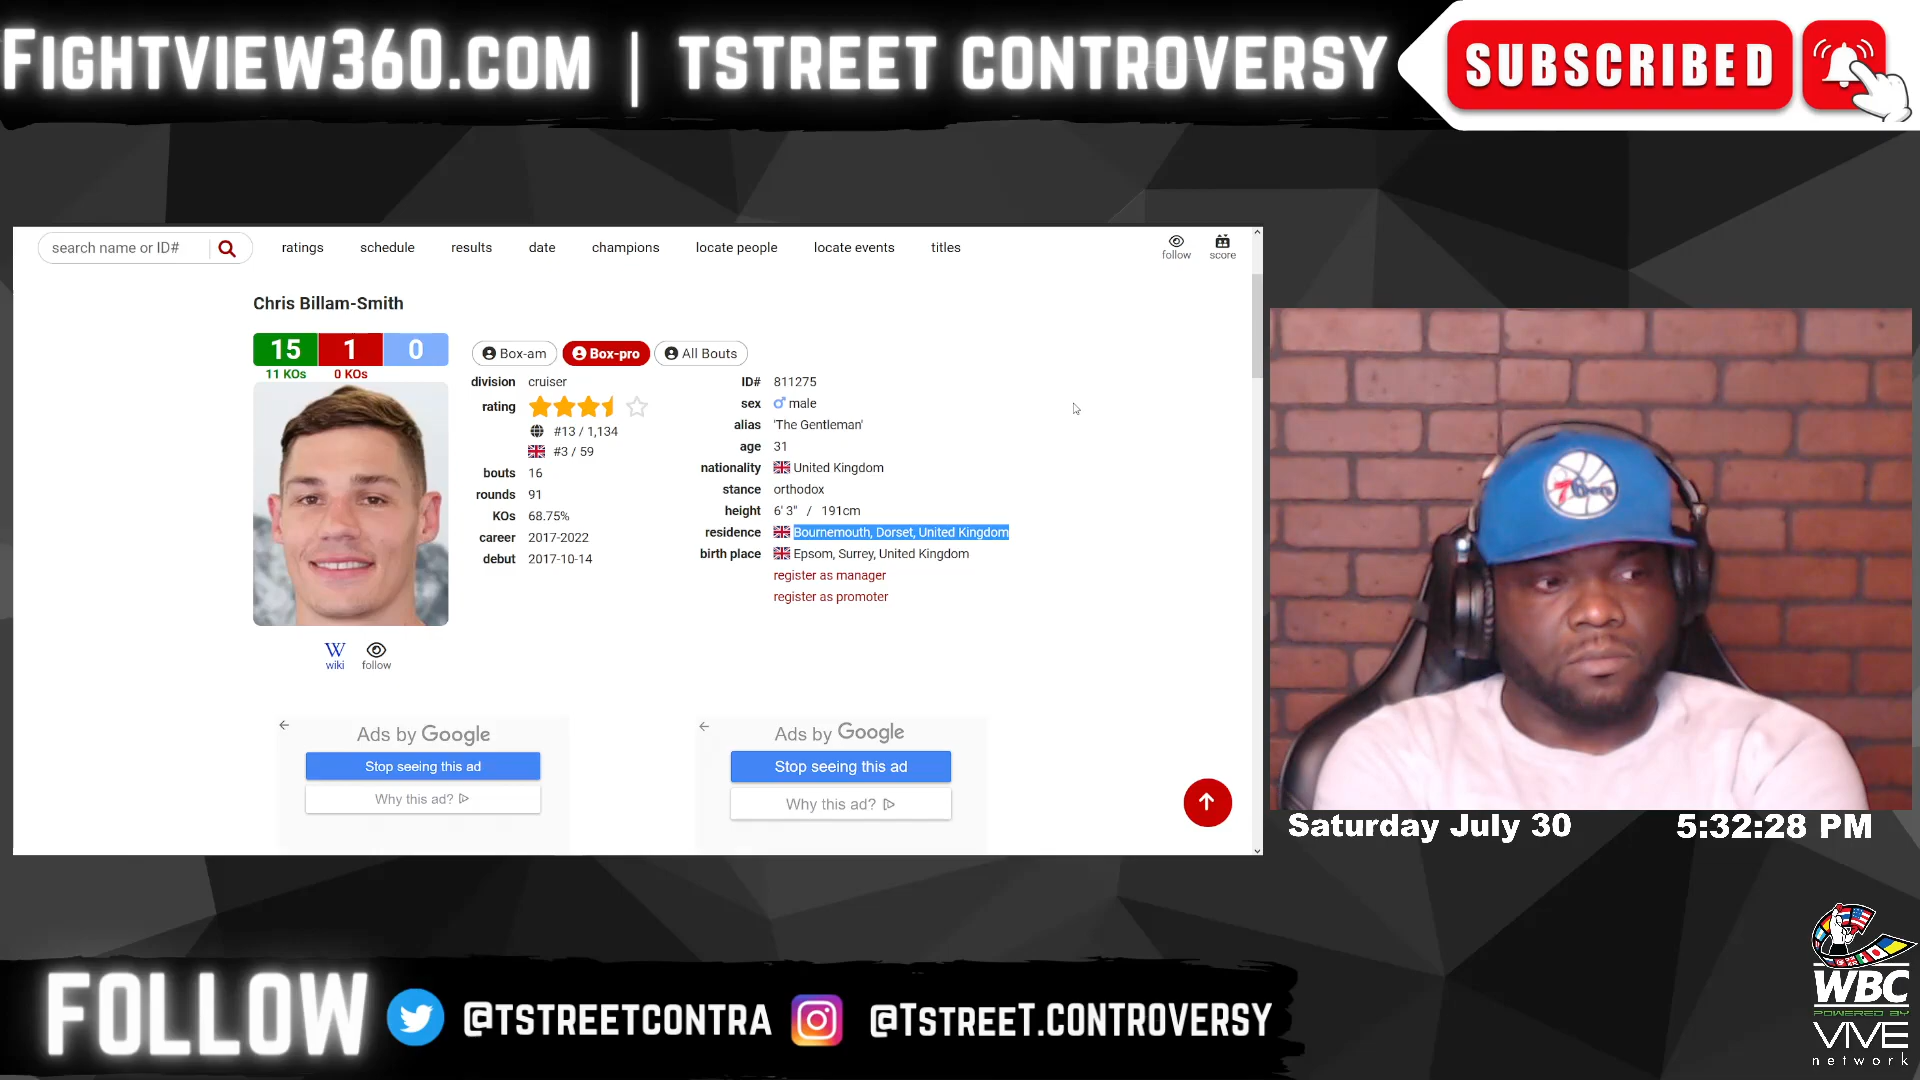 FIGHTVIEW360.COM | TSTREET CONTROVERSY
SUBSCRIBED
search name or ID#
ratings schedule results date champions locate people locate events titles
follow score
Chris Billam-Smith
15 1 0
11 KOs 0 KOs
Box-am Box-pro All Bouts
division cruiser
rating
#13 / 1,134
#3 / 59
bouts 16
rounds 91
KOs 68.75%
career 2017-2022
debut 2017-10-14
ID# 811275
sex male
alias 'The Gentleman'
age 31
nationality United Kingdom
stance orthodox
height 6' 3" / 191cm
residence Bournemouth, Dorset, United Kingdom
birth place Epsom, Surrey, United Kingdom
register as manager
register as promoter
W
wiki follow
Ads by Google
Stop seeing this ad
Why this ad?
Ads by Google
Stop seeing this ad
Why this ad?
76ers
Saturday July 30 5:32:28 PM
FOLLOW @TSTREETCONTRA @TSTREET.CONTROVERSY
WBC
POWERED BY
VIVE
network